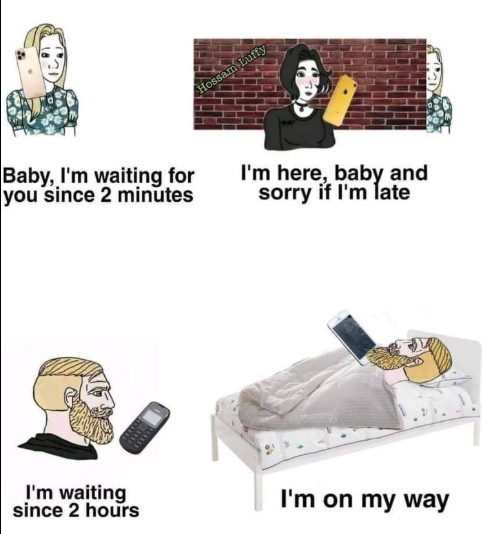 Hossam Luffy
Baby, I'm waiting for
you since 2 minutes
I'm here, baby and
sorry if I'm late
I'm waiting
since 2 hours
I'm on my way